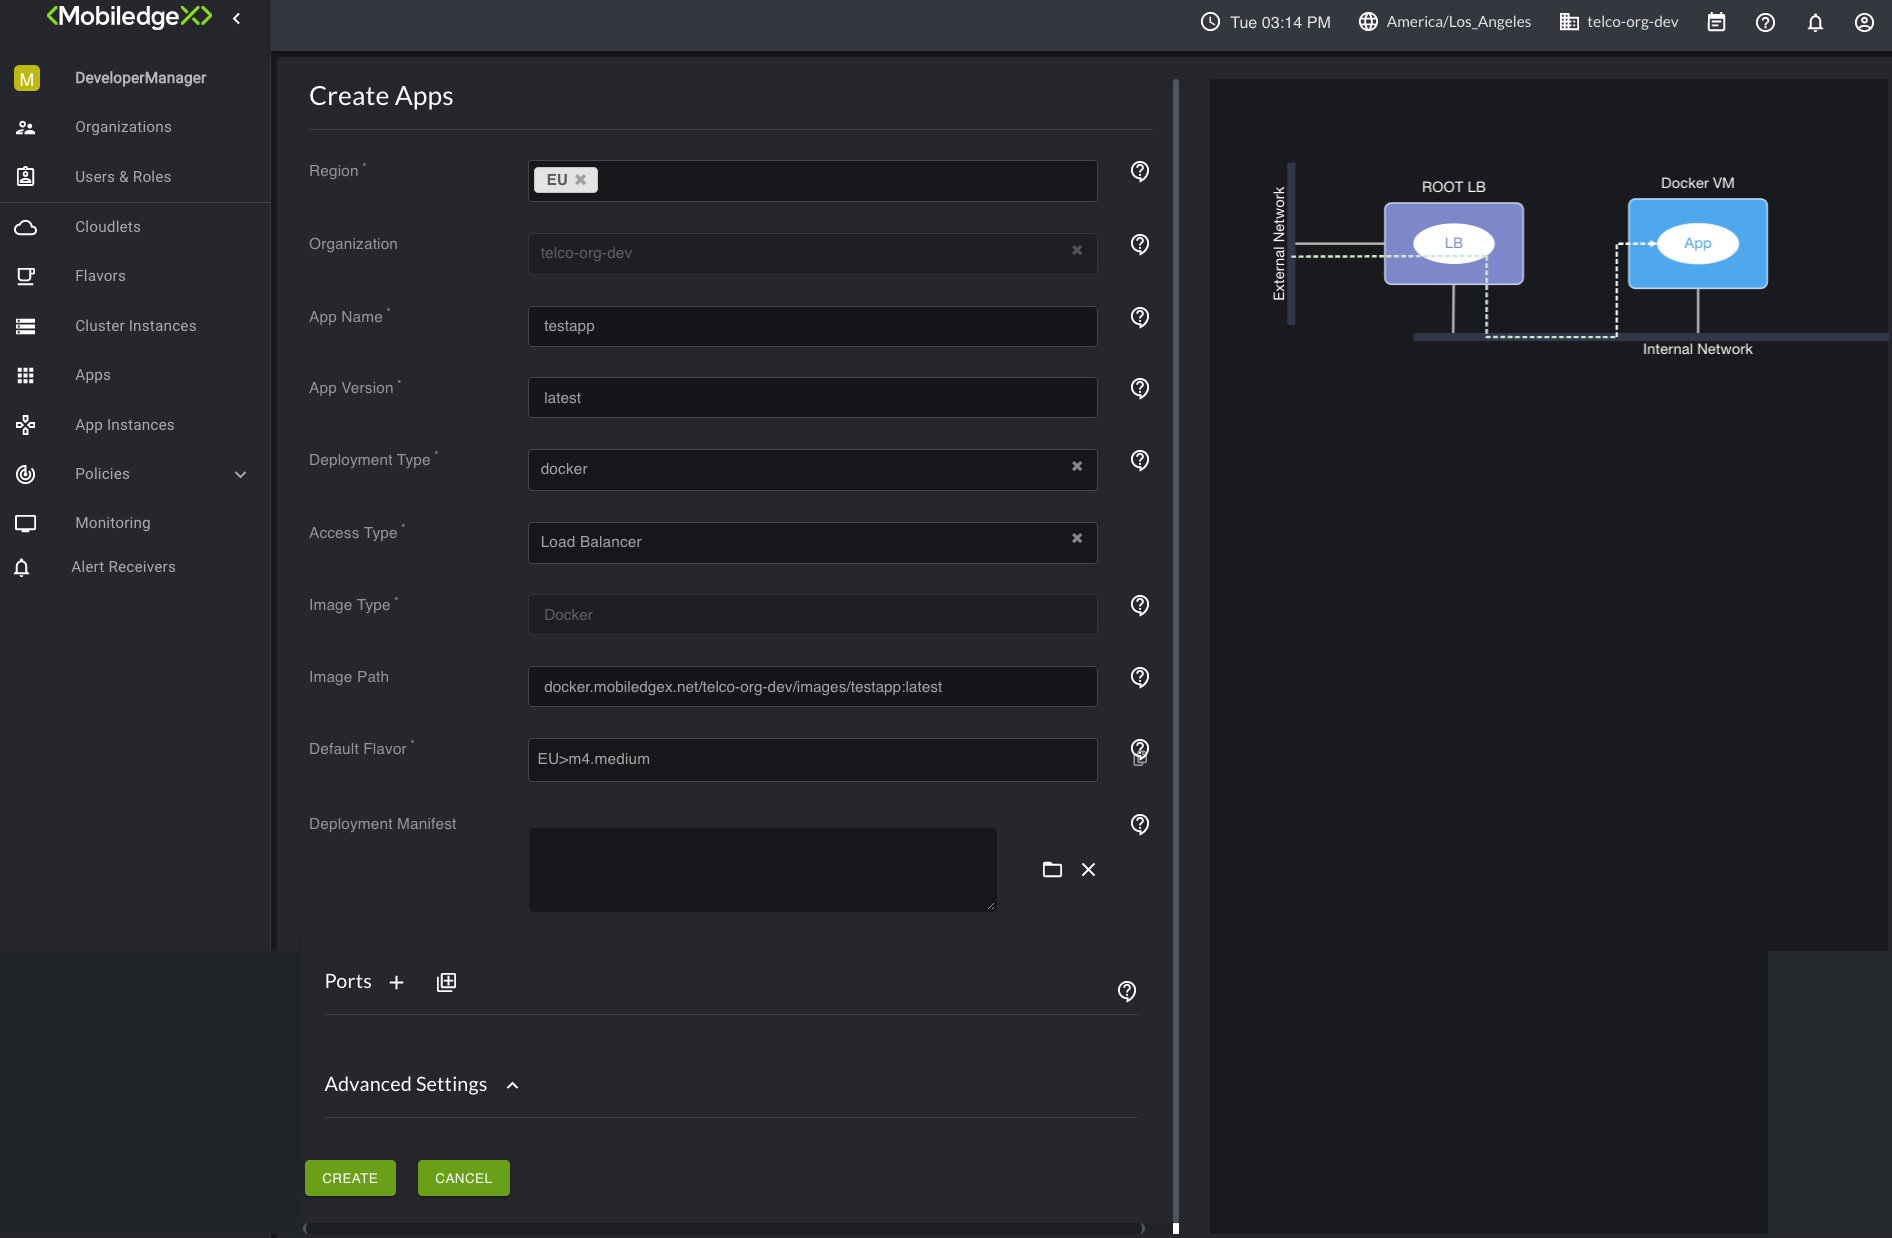 <MobiledgeX>
Tue 03:14 PM
America/Los_Angeles
telco-org-dev
M
DeveloperManager
Organizations
Users & Roles
Cloudlets
Flavors
Cluster Instances
Apps
App Instances
Policies
Monitoring
Alert Receivers
Create Apps
Region *
EU
Organization
telco-org-dev
App Name *
testapp
App Version *
latest
Deployment Type *
docker
Access Type *
Load Balancer
Image Type *
Docker
Image Path
docker.mobiledgex.net/telco-org-dev/images/testapp:latest
Default Flavor *
EU>m4.medium
Deployment Manifest
Ports
Advanced Settings
CREATE
CANCEL
External Network
ROOT LB
LB
Docker VM
App
Internal Network